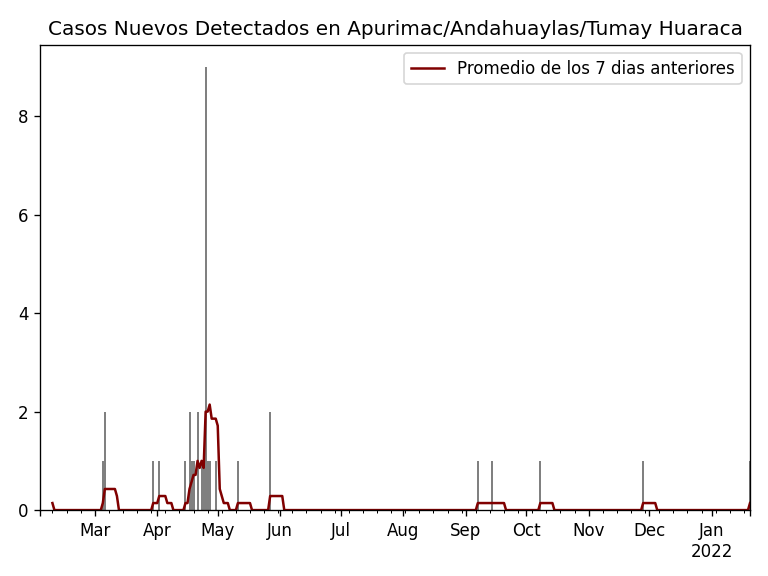 Casos Nuevos Detectados en Apurimac/Andahuaylas/Tumay Huaraca
Promedio de los 7 dias anteriores
8
6
4
2
0
Mar Apr May Jun Jul Aug Sep Oct Nov Dec Jan
2022